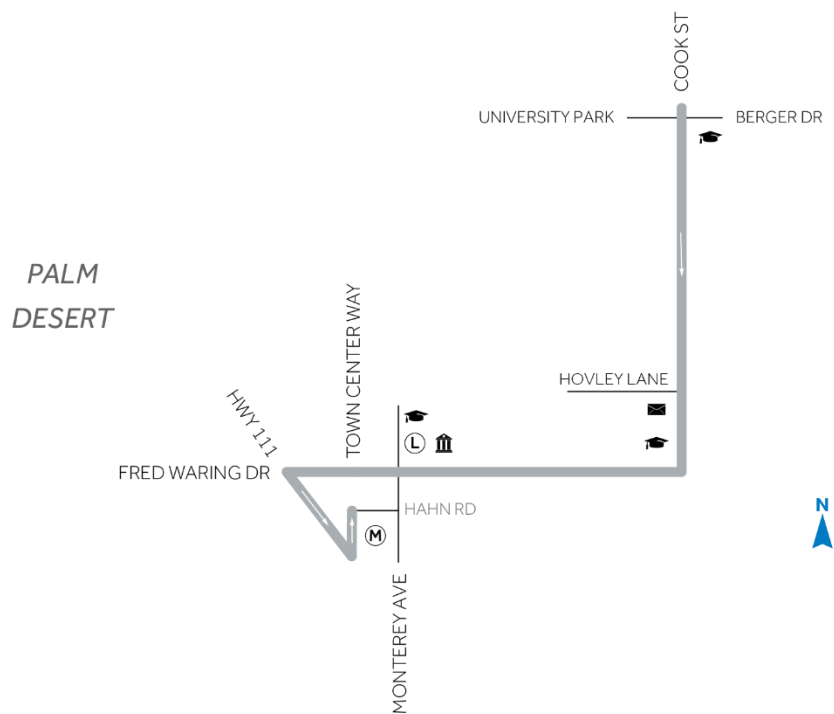 COOK ST
UNIVERSITY PARK
BERGER DR
PALM
DESERT
TOWN CENTER WAY
HOVLEY LANE
HWY 111
L
FRED WARING DR
HAHN RD
N
M
MONTEREY AVE